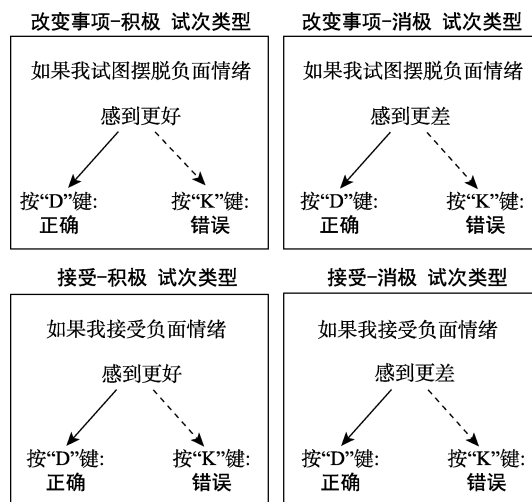 改变事项-积极 试次类型
如果我试图摆脱负面情绪
感到更好
按“D”键:
正确
按“K”键:
错误
改变事项-消极 试次类型
如果我试图摆脱负面情绪
感到更差
按“D”键:
正确
按“K”键:
错误
接受-积极 试次类型
如果我接受负面情绪
感到更好
按“D”键:
正确
按“K”键:
错误
接受-消极 试次类型
如果我接受负面情绪
感到更差
按“D”键:
正确
按“K”键:
错误